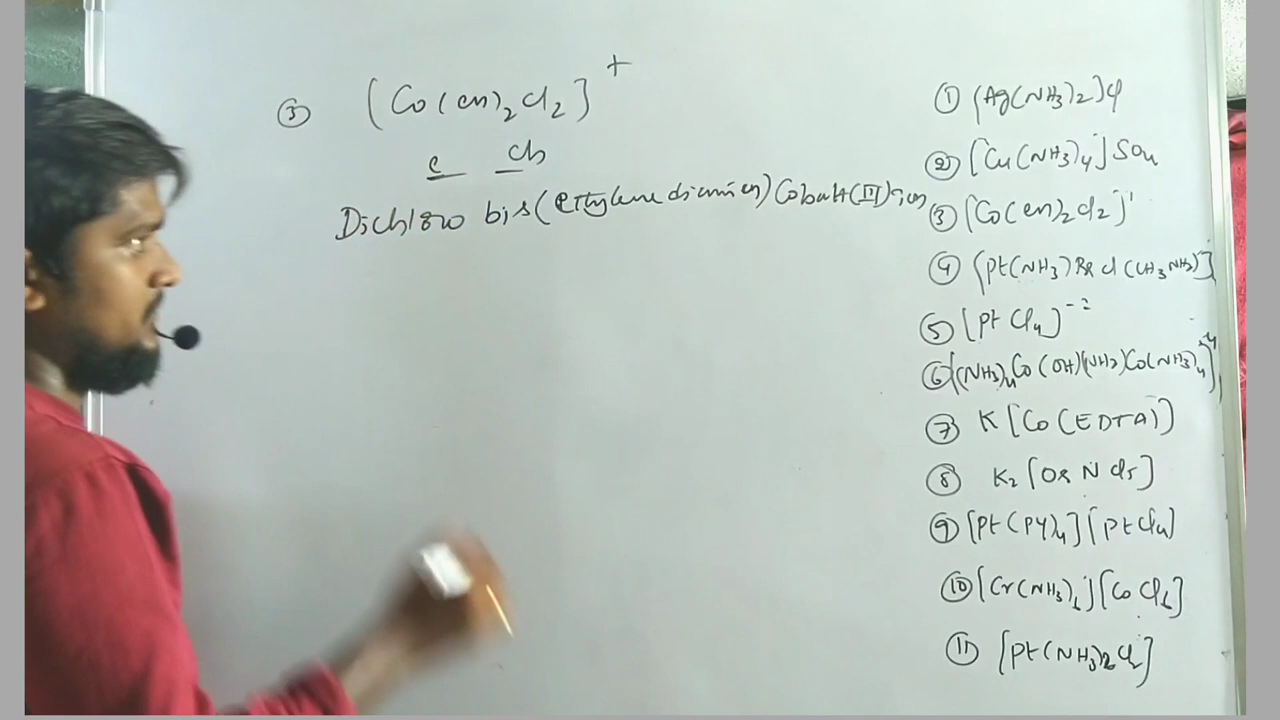 ③ [Co(en)₂Cl₂]⁺
e Ch
Dichloro bis(ethylene diamine) Cobalt(III) ion
① [Ag(NH₃)₂]Cl
② [Cu(NH₃)₄]SO₄
③ [Co(en)₂Cl₂]⁺
④ [Pt(NH₃)BrCl(CH₃NH₂)]
⑤ [PtCl₄]⁻²
⑥ [(NH₃)₄Co(OH)(NH₂)Co(NH₃)₄]⁺⁴
⑦ K[Co(EDTA)]
⑧ K₂[OsNCl₅]
⑨ [Pt(PY)₄][PtCl₄]
⑩ [Cr(NH₃)₆][CoCl₆]
⑪ [Pt(NH₃)₂Cl₂]